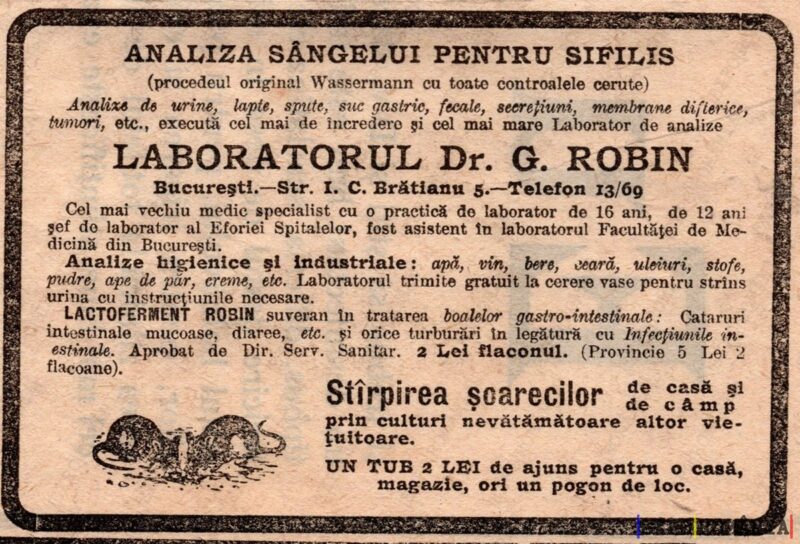 ANALIZA SÂNGELUI PENTRU SIFILIS
(procedeul original Wassermann cu toate controalele cerute)
Analize de urine, lapte, spute, suc gastric, fecale, secrețiuni, membrane difterice,
tumori, etc., execută cel mai de incredere și cel mai mare Laborator de analize
LABORATORUL Dr. G. ROBIN
București.—Str. I. C. Brătianu 5.—Telefon 13/69
Cel mai vechiu medic specialist cu o practică de laborator de 16 ani, de 12 ani
șef de laborator al Eforiei Spitalelor, fost asistent în laboratorul Facultăței de Me-
dicină din București.
Analize higienice și industriale: apă, vin, bere, ceară, uleiuri, stofe,
pudre, ape de păr, creme, etc. Laboratorul trimite gratuit la cerere vase pentru strîns
urina cu instrucțiunile necesare.
LACTOFERMENT ROBIN suveran în tratarea boalelor gastro-intestinale: Cataruri
intestinale mucoase, diaree, etc. și orice turburări în legătură cu Infecțiunile in-
estinale. Aprobat de Dir. Serv. Sanitar. 2 Lei flaconul. (Provincie 5 Lei 2
flacoane).
Stîrpirea șoarecilor de casă și
de câmp
prin culturi nevătămătoare altor vie-
țuitoare.
UN TUB 2 LEI de ajuns pentru o casă,
magazie, ori un pogon de loc.